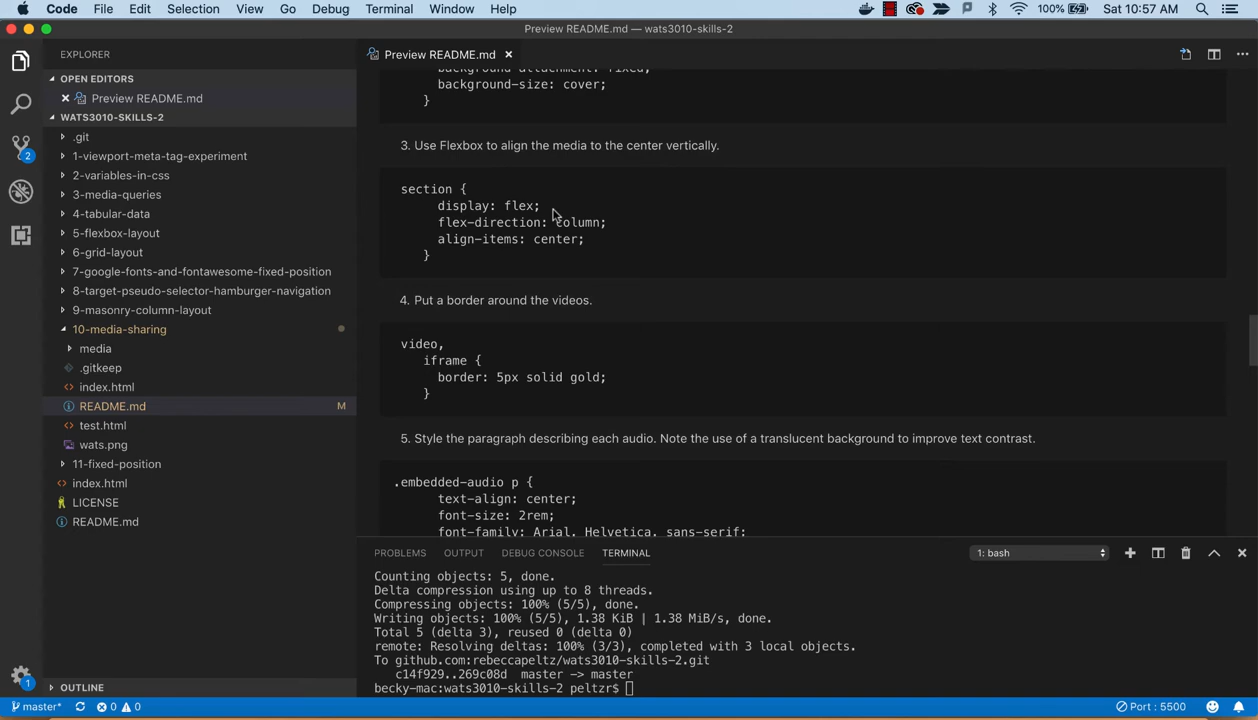 Code File Edit Selection View Go Debug Terminal Window Help 100% Sat 10:57 AM
Preview README.md — wats3010-skills-2
EXPLORER
Preview README.md
OPEN EDITORS
Preview README.md
WATS3010-SKILLS-2
.git
1-viewport-meta-tag-experiment
2-variables-in-css
3-media-queries
4-tabular-data
5-flexbox-layout
6-grid-layout
7-google-fonts-and-fontawesome-fixed-position
8-target-pseudo-selector-hamburger-navigation
9-masonry-column-layout
10-media-sharing
media
.gitkeep
index.html
README.md M
test.html
wats.png
11-fixed-position
index.html
LICENSE
README.md
OUTLINE
2
1
background-attachment: fixed;
background-size: cover;
}
3. Use Flexbox to align the media to the center vertically.
section {
display: flex;
flex-direction: column;
align-items: center;
}
4. Put a border around the videos.
video,
iframe {
border: 5px solid gold;
}
5. Style the paragraph describing each audio. Note the use of a translucent background to improve text contrast.
.embedded-audio p {
text-align: center;
font-size: 2rem;
font-family: Arial, Helvetica, sans-serif;
PROBLEMS OUTPUT DEBUG CONSOLE TERMINAL 1: bash
Counting objects: 5, done.
Delta compression using up to 8 threads.
Compressing objects: 100% (5/5), done.
Writing objects: 100% (5/5), 1.38 KiB | 1.38 MiB/s, done.
Total 5 (delta 3), reused 0 (delta 0)
remote: Resolving deltas: 100% (3/3), completed with 3 local objects.
To github.com:rebeccapeltz/wats3010-skills-2.git
c14f929..269c08d master -> master
becky-mac:wats3010-skills-2 peltzr$
master* 0 0 Port : 5500